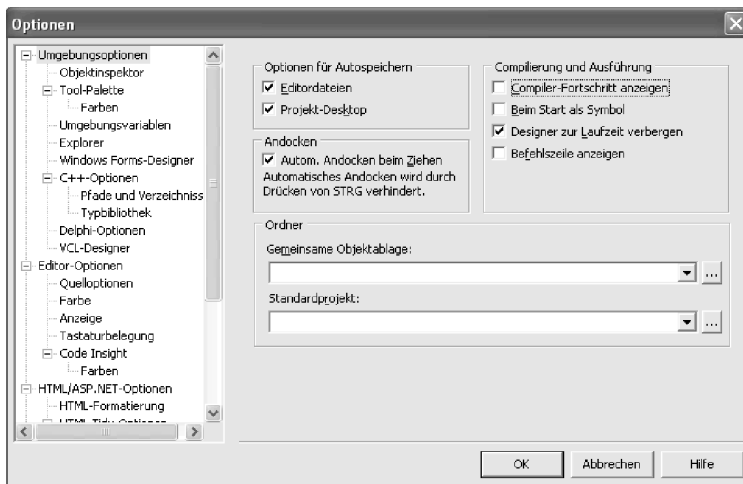 Optionen
Umgebungsoptionen
Objektinspektor
Tool-Palette
Farben
Umgebungsvariablen
Explorer
Windows Forms-Designer
C++-Optionen
Pfade und Verzeichniss
Typbibliothek
Delphi-Optionen
VCL-Designer
Editor-Optionen
Quelloptionen
Farbe
Anzeige
Tastaturbelegung
Code Insight
Farben
HTML/ASP.NET-Optionen
HTML-Formatierung
HTML Tidy-Optionen
Optionen für Autospeichern
Editordateien
Projekt-Desktop
Andocken
Autom. Andocken beim Ziehen
Automatisches Andocken wird durch
Drücken von STRG verhindert.
Compilierung und Ausführung
Compiler-Fortschritt anzeigen
Beim Start als Symbol
Designer zur Laufzeit verbergen
Befehlszeile anzeigen
Ordner
Gemeinsame Objektablage:
...
Standardprojekt:
...
OK
Abbrechen
Hilfe